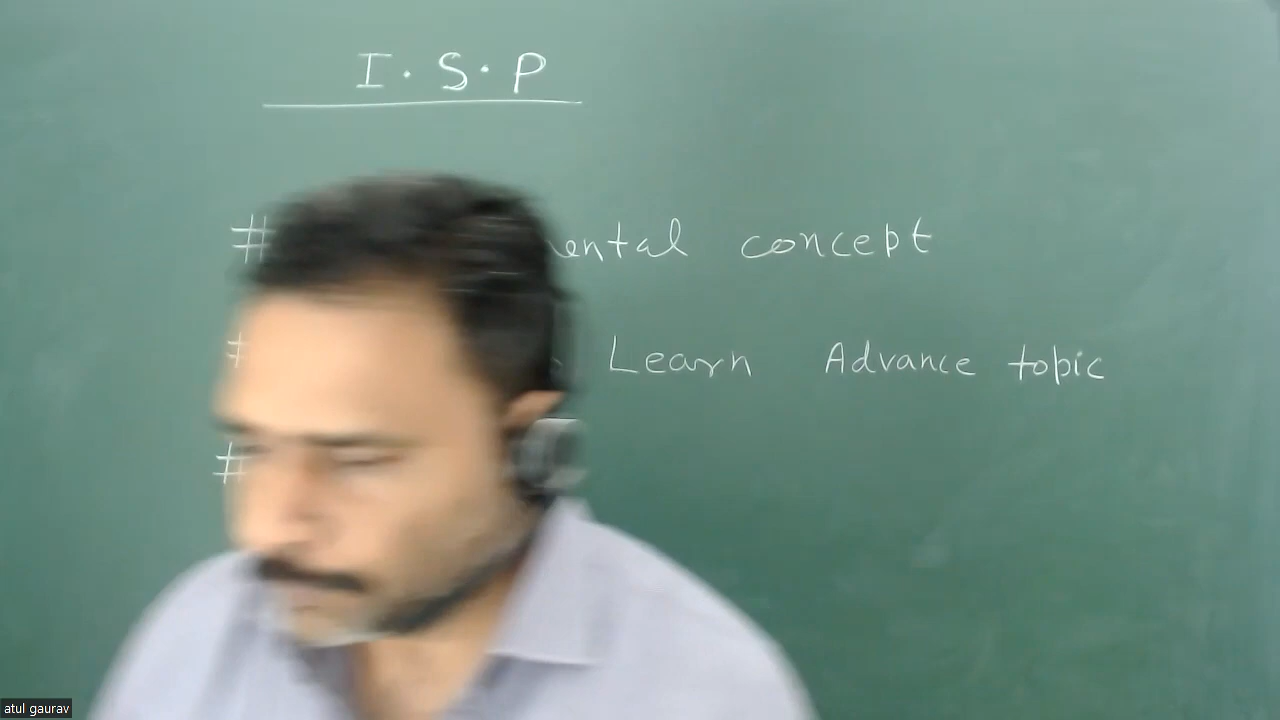 I. S. P
# ental concept
# Learn Advance topic
#
atul gaurav